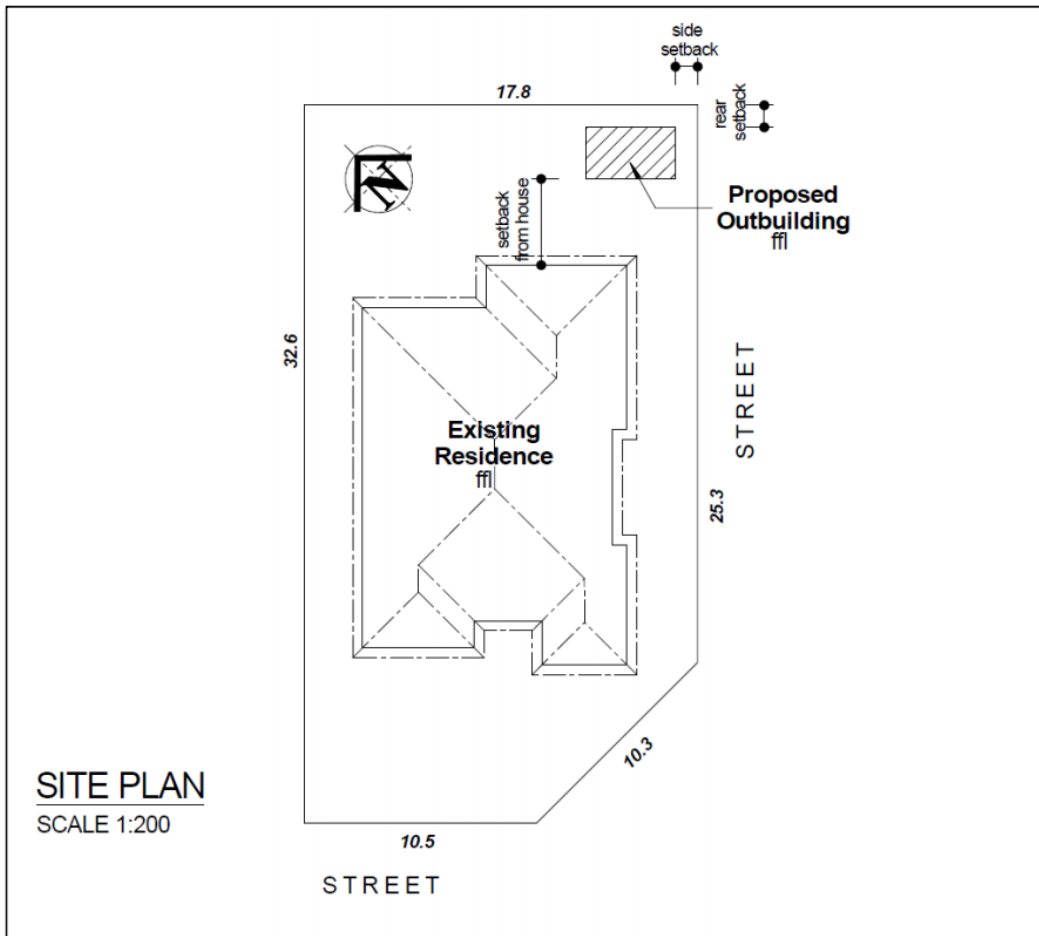 side
setback
17.8
rear
setback
N
setback
from house
Proposed
Outbuilding
ffl
32.6
STREET
Existing
Residence
ffl
25.3
10.3
SITE PLAN
SCALE 1:200
10.5
STREET